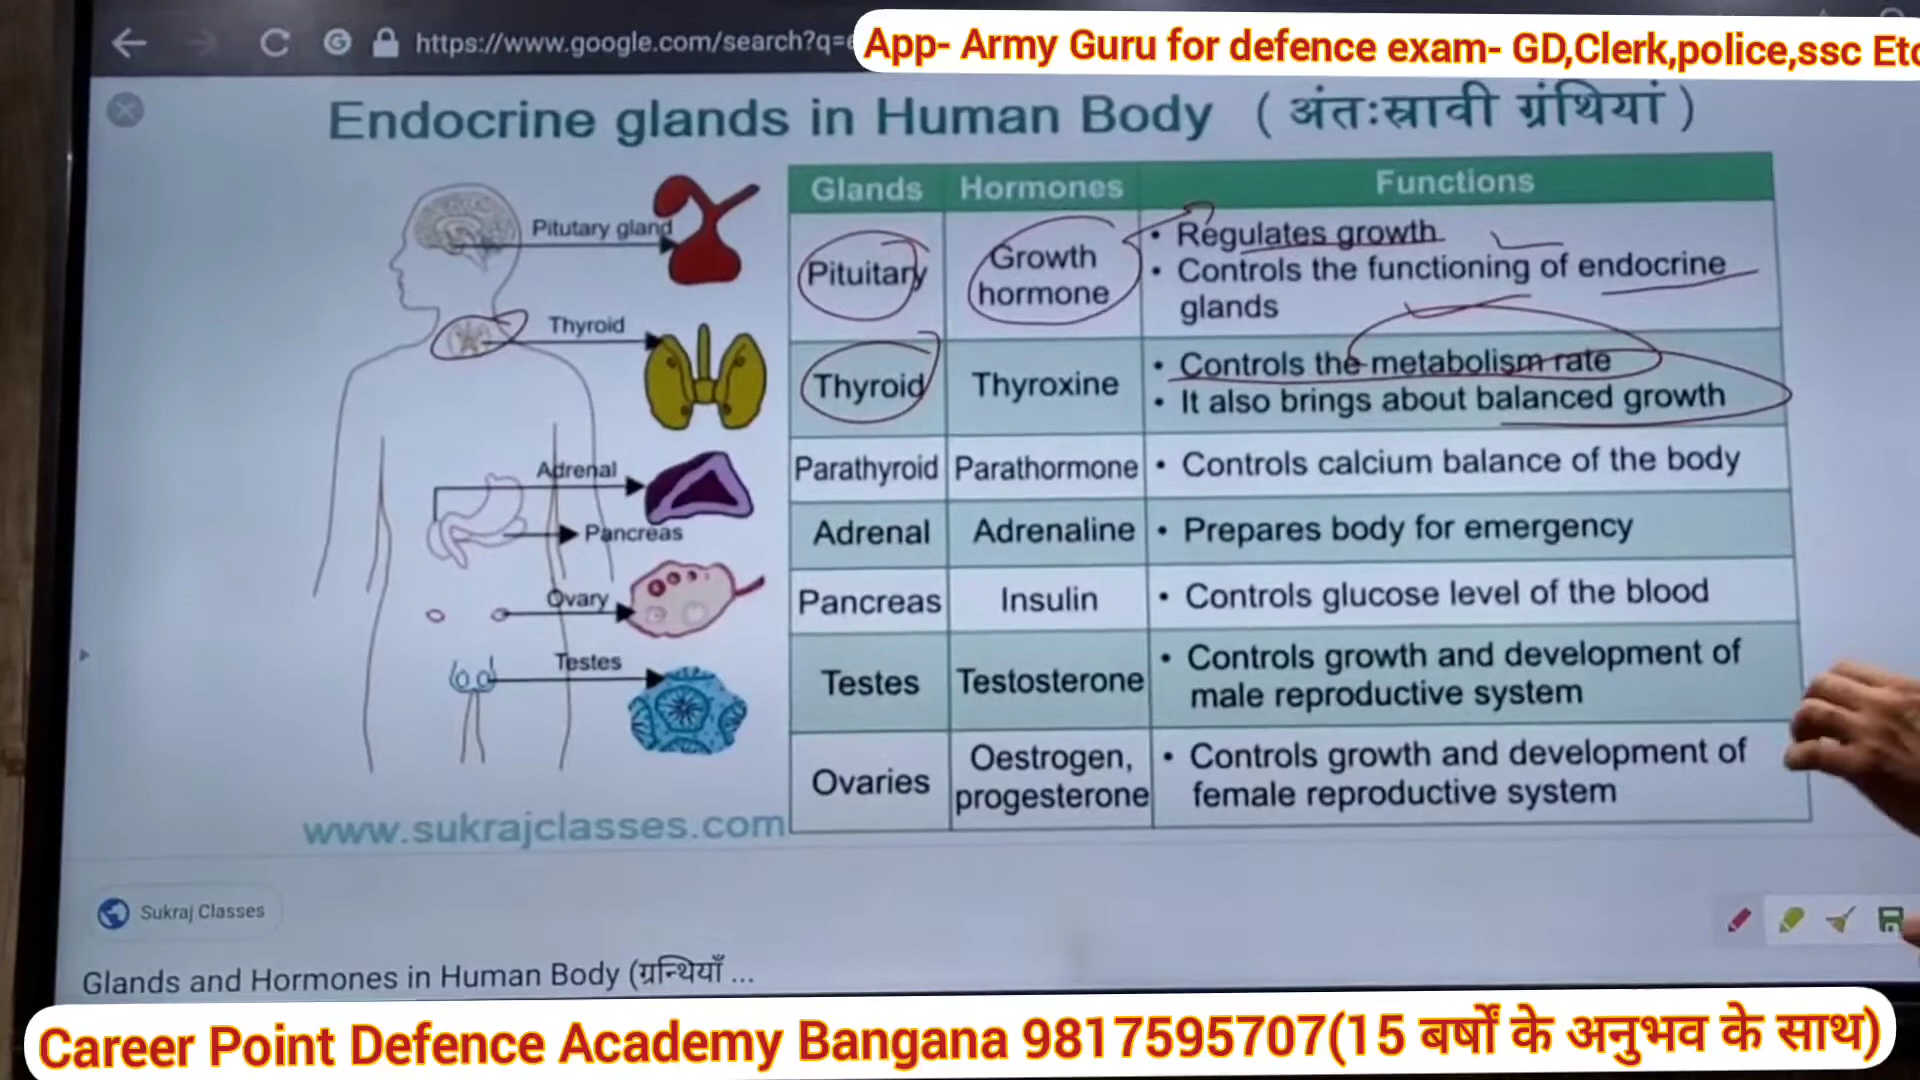 https://www.google.com/search?q=
App- Army Guru for defence exam- GD,Clerk,police,ssc Etc
Endocrine glands in Human Body ( अंतःस्रावी ग्रंथियां )
Pitutary gland
Thyroid
Adrenal
Pancreas
Ovary
Testes
Glands Hormones Functions
Pituitary
Growth
hormone
• Regulates growth
• Controls the functioning of endocrine
glands
Thyroid
Thyroxine
• Controls the metabolism rate
• It also brings about balanced growth
Parathyroid Parathormone • Controls calcium balance of the body
Adrenal Adrenaline • Prepares body for emergency
Pancreas Insulin • Controls glucose level of the blood
Testes Testosterone
• Controls growth and development of
male reproductive system
Ovaries
Oestrogen,
progesterone
• Controls growth and development of
female reproductive system
www.sukrajclasses.com
Sukraj Classes
Glands and Hormones in Human Body (ग्रन्थियाँ ...
Career Point Defence Academy Bangana 9817595707(15 बर्षों के अनुभव के साथ)